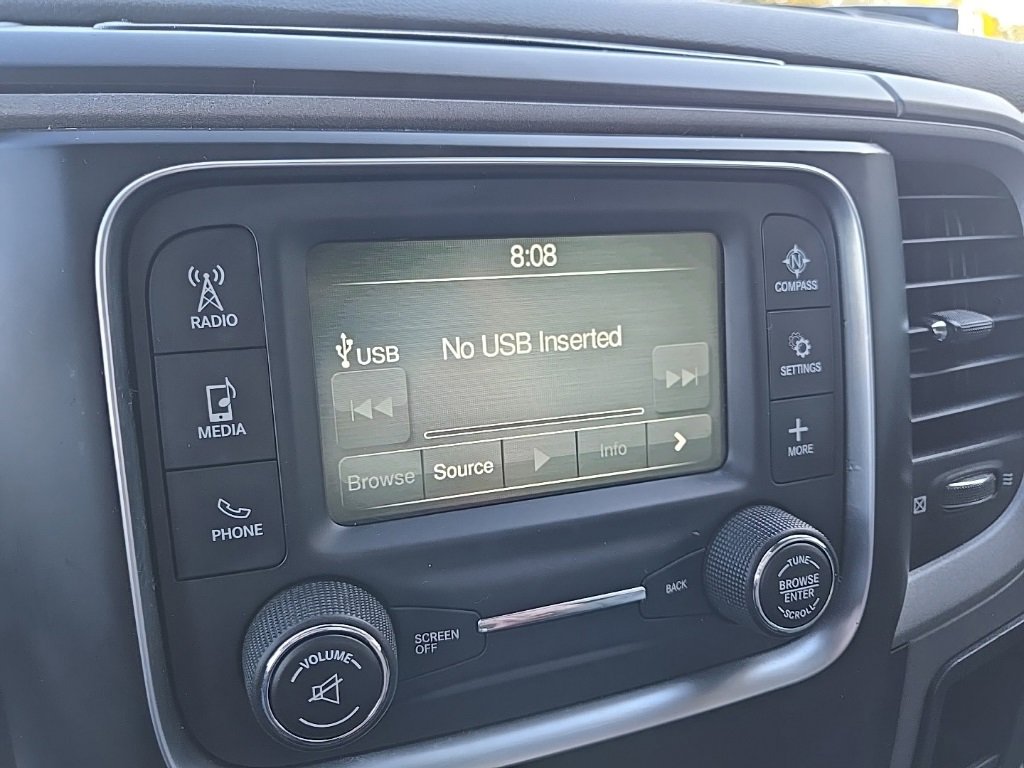 8:08
RADIO
MEDIA
PHONE
USB
No USB Inserted
Browse
Source
Info
N
COMPASS
SETTINGS
MORE
VOLUME
SCREEN
OFF
BACK
TUNE
BROWSE
ENTER
SCROLL